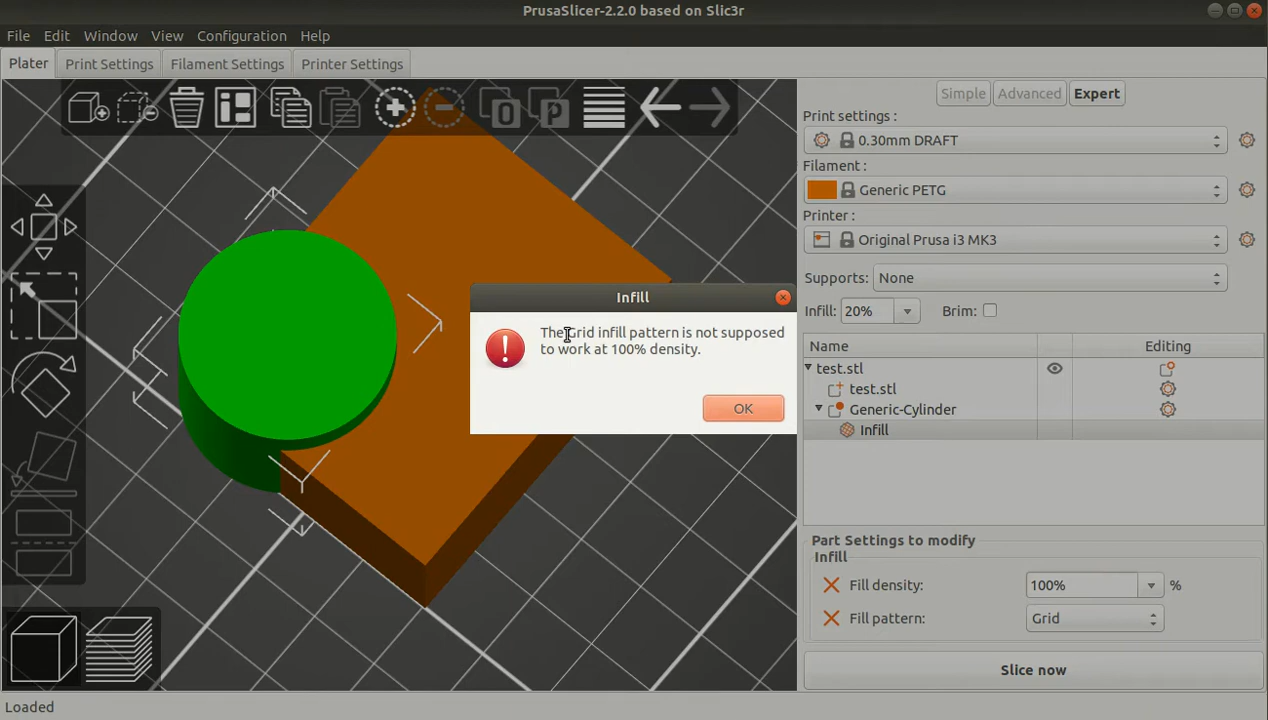 PrusaSlicer-2.2.0 based on Slic3r
File Edit Window View Configuration Help
Plater Print Settings Filament Settings Printer Settings
Simple Advanced Expert
Print settings :
0.30mm DRAFT
Filament :
Generic PETG
Printer :
Original Prusa i3 MK3
Supports: None
Infill: 20% Brim:
Name Editing
test.stl
test.stl
Generic-Cylinder
Infill
Infill
The Grid infill pattern is not supposed
to work at 100% density.
OK
Part Settings to modify
Infill
Fill density: 100% %
Fill pattern: Grid
Slice now
Loaded